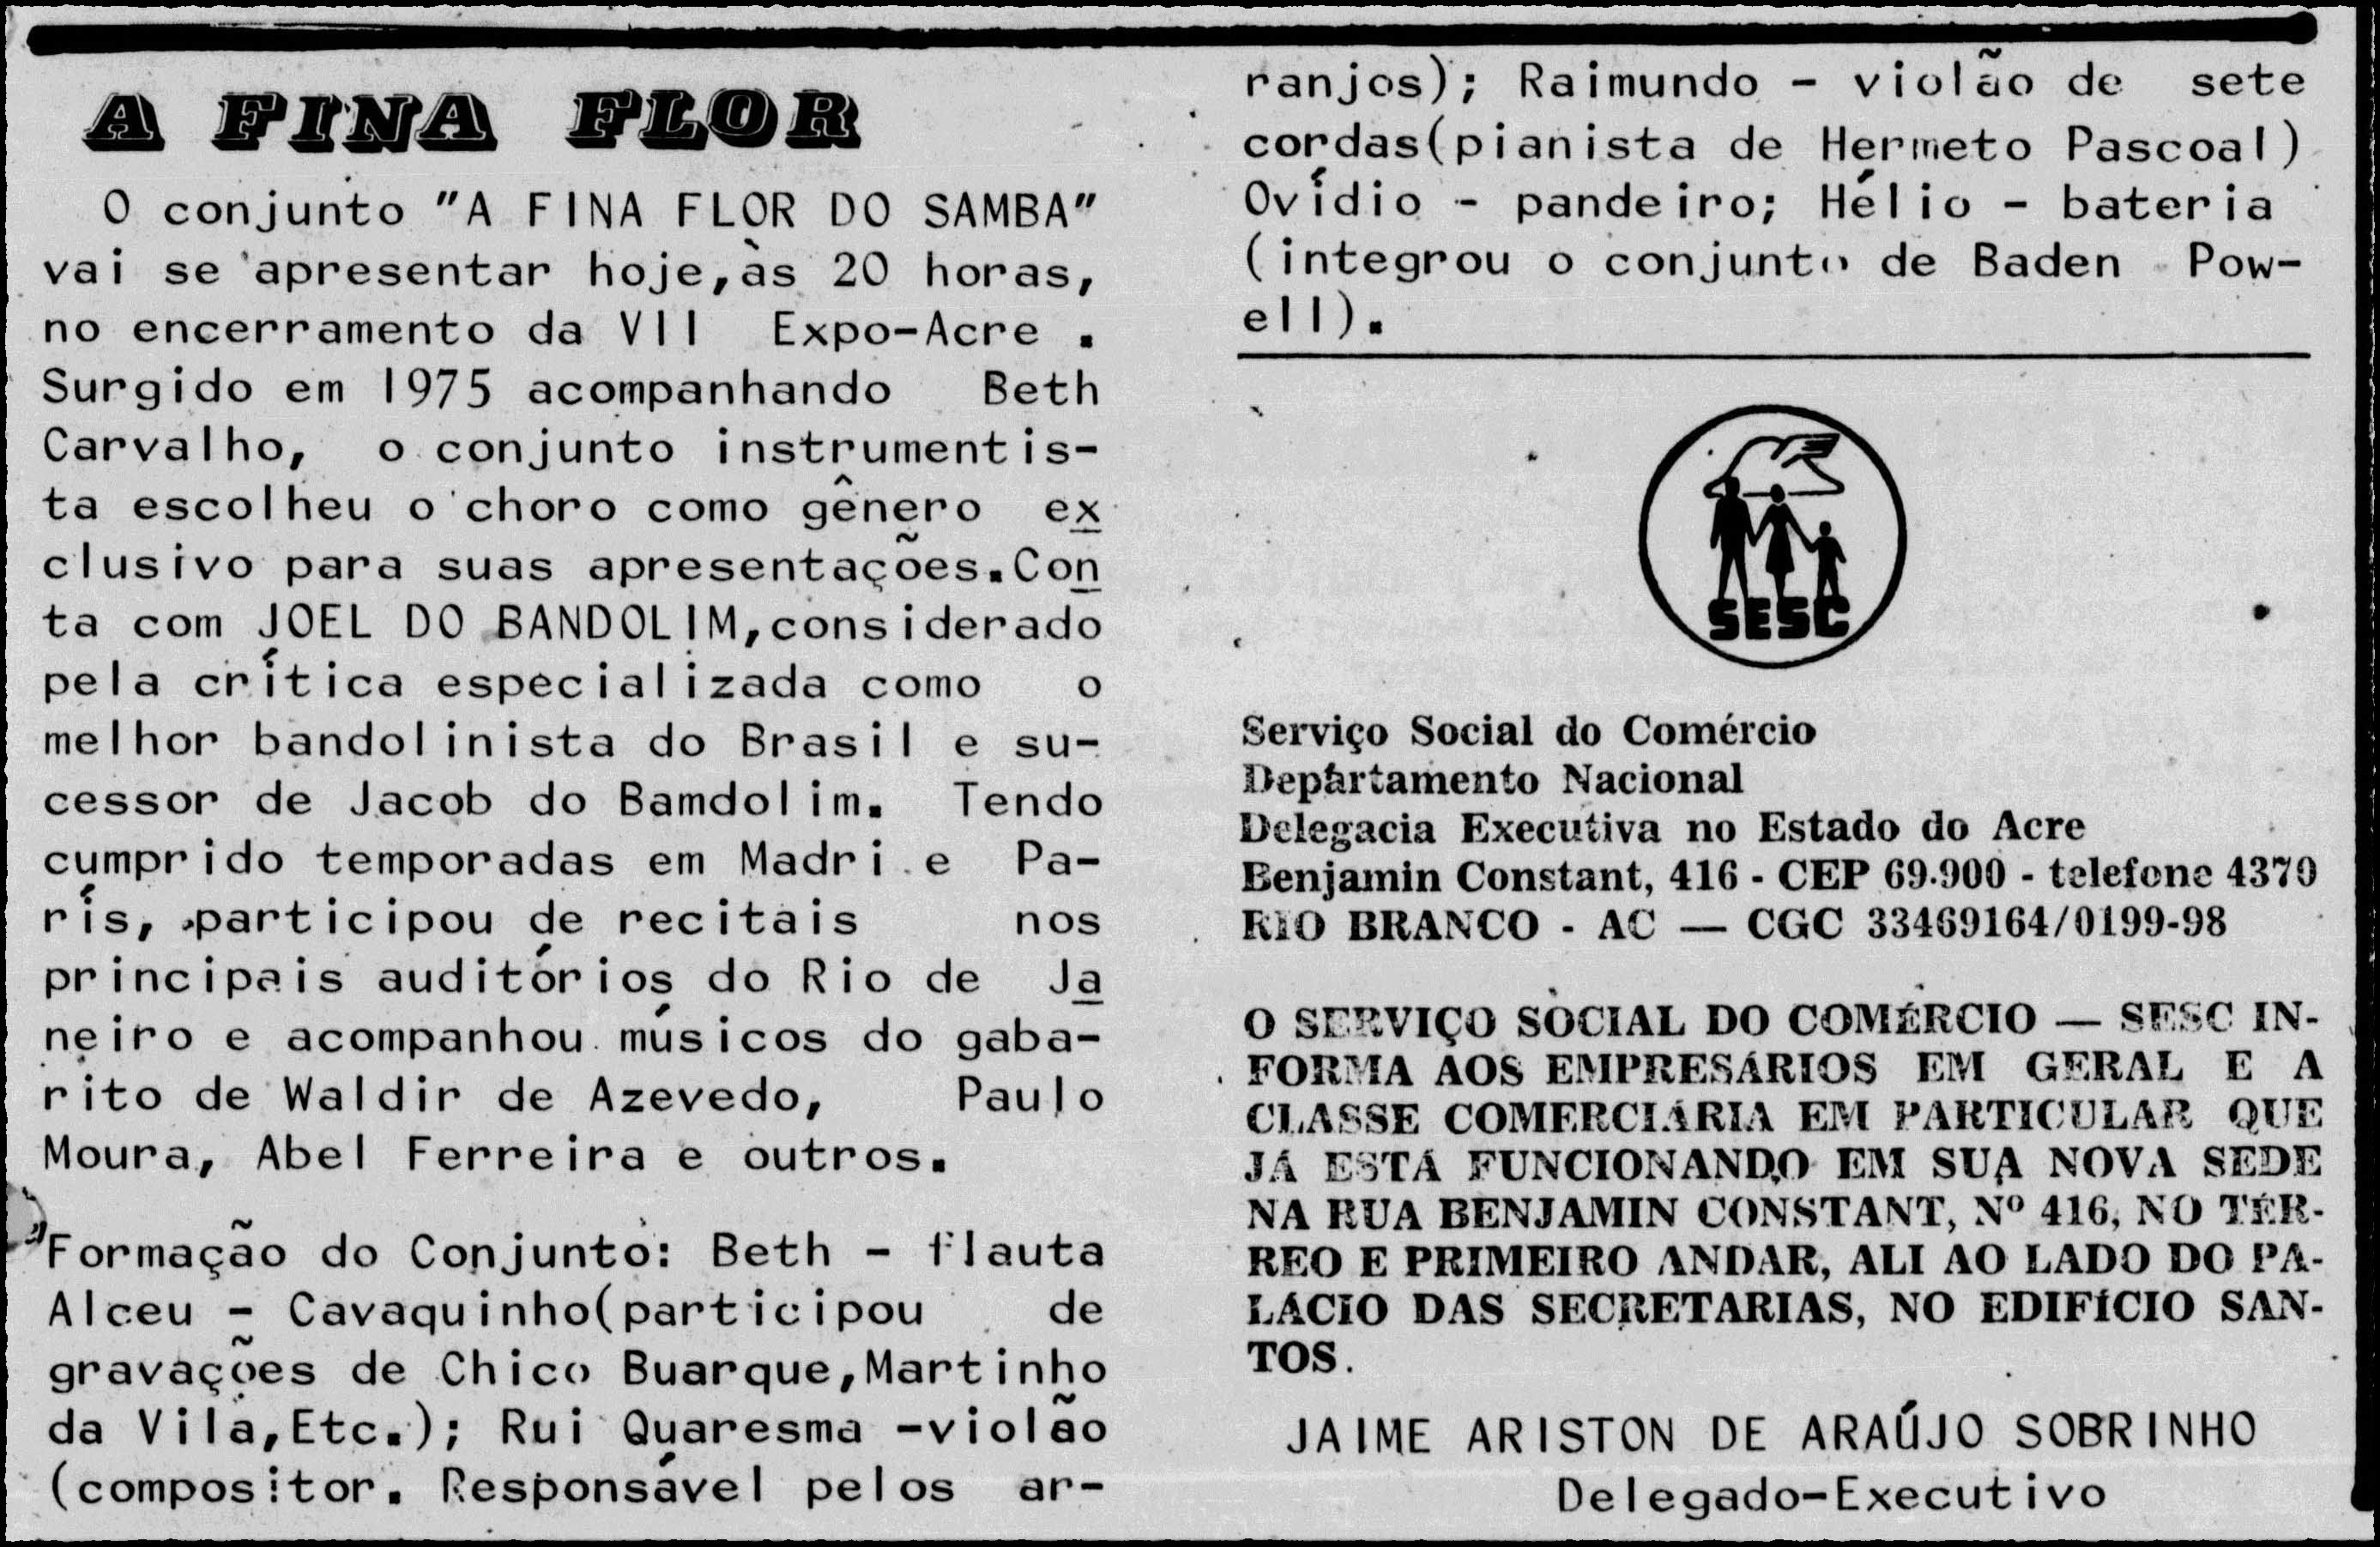 A FINA FLOR
O conjunto "A FINA FLOR DO SAMBA"
vai se apresentar hoje,às 20 horas,
no encerramento da VII Expo-Acre .
Surgido em 1975 acompanhando Beth
Carvalho, o conjunto instrumentis-
ta escolheu o choro como gênero ex
clusivo para suas apresentações.Con
ta com JOEL DO BANDOLIM,considerado
pela crítica especializada como o
melhor bandolinista do Brasil e su-
cessor de Jacob do Bamdolim. Tendo
cumprido temporadas em Madri e Pa-
rís, participou de recitais nos
principais auditórios do Rio de Ja
neiro e acompanhou músicos do gaba-
rito de Waldir de Azevedo, Paulo
Moura, Abel Ferreira e outros.
Formação do Conjunto: Beth - flauta
Alceu - Cavaquinho(participou de
gravações de Chico Buarque,Martinho
da Vila,Etc.); Rui Quaresma -violão
(compositor. Responsável pelos ar-
ranjos); Raimundo - violão de sete
cordas(pianista de Hermeto Pascoal)
Ovídio - pandeiro; Hélio - bateria
(integrou o conjunto de Baden Pow-
ell).
SESC
Serviço Social do Comércio
Departamento Nacional
Delegacia Executiva no Estado do Acre
Benjamin Constant, 416 - CEP 69.900 - telefone 4370
RIO BRANCO - AC — CGC 33469164/0199-98
O SERVIÇO SOCIAL DO COMÉRCIO — SESC IN-
FORMA AOS EMPRESÁRIOS EM GERAL E A
CLASSE COMERCIÁRIA EM PARTICULAR QUE
JÁ ESTÁ FUNCIONANDO EM SUA NOVA SEDE
NA RUA BENJAMIN CONSTANT, Nº 416, NO TÉR-
REO E PRIMEIRO ANDAR, ALI AO LADO DO PA-
LÁCIO DAS SECRETARIAS, NO EDIFÍCIO SAN-
TOS.
JAIME ARISTON DE ARAÚJO SOBRINHO
Delegado-Executivo